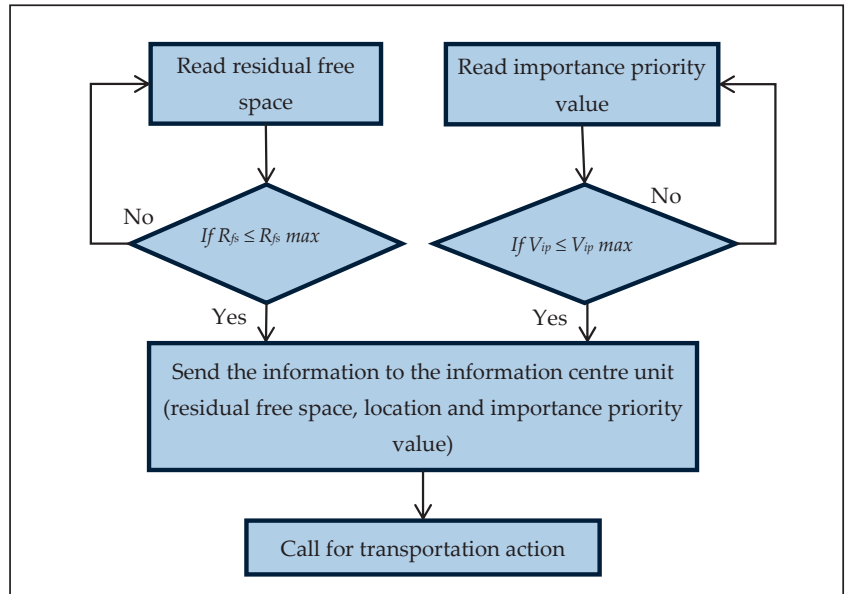 Read residual free
space
Read importance priority
value
No
If Rfs ≤ Rfs max
No
If Vip ≤ Vip max
Yes
Yes
Send the information to the information centre unit
(residual free space, location and importance priority
value)
Call for transportation action